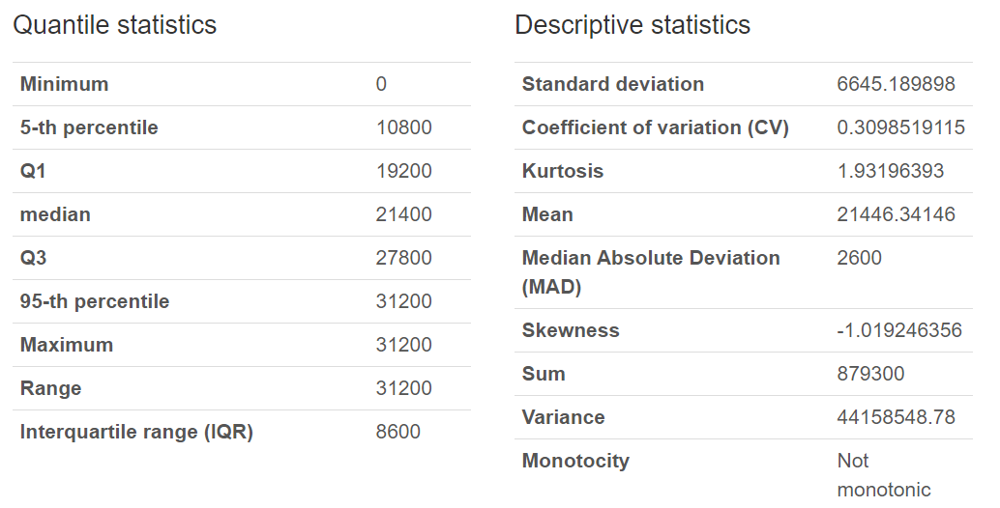 Quantile statistics
Minimum 0
5-th percentile 10800
Q1 19200
median 21400
Q3 27800
95-th percentile 31200
Maximum 31200
Range 31200
Interquartile range (IQR) 8600
Descriptive statistics
Standard deviation 6645.189898
Coefficient of variation (CV) 0.3098519115
Kurtosis 1.93196393
Mean 21446.34146
Median Absolute Deviation 2600
(MAD)
Skewness -1.019246356
Sum 879300
Variance 44158548.78
Monotocity Not
monotonic